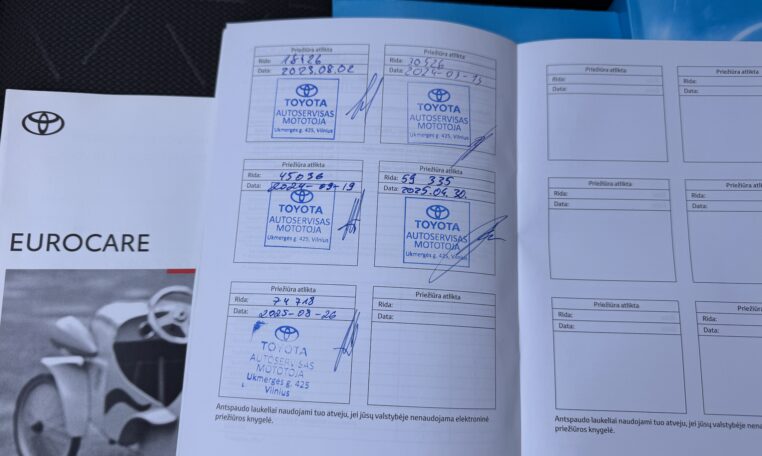 EUROCARE
Priežiūra atlikta
Rida: 18426
Data: 2023.08.02
TOYOTA
AUTOSERVISAS
MOTOTOJA
Ukmergės g. 425, Vilnius
Priežiūra atlikta
Rida: 30526
Data: 2024-03-13
TOYOTA
AUTOSERVISAS
MOTOTOJA
Ukmergės g. 425, Vilnius
Priežiūra atlikta
Rida: 45036
Data: 2024-09-19
TOYOTA
AUTOSERVISAS
MOTOTOJA
Ukmergės g. 425, Vilnius
Priežiūra atlikta
Rida: 59 335
Data: 2025.04.30.
TOYOTA
AUTOSERVISAS
MOTOTOJA
Ukmergės g. 425, Vilnius
Priežiūra atlikta
Rida: 74718
Data: 2025-09-26
TOYOTA
AUTOSERVISAS
MOTOTOJA
Ukmergės g. 425
Vilnius
Priežiūra atlikta
Rida:
Data:
Antspaudo laukeliai naudojami tuo atveju, jei jūsų valstybėje nenaudojama elektroninė
priežiūros knygelė.
Priežiūra atlikta
Rida:
Data:
Priežiūra atlikta
Rida:
Data:
Priežiūra atlikta
Rida:
Data:
Priežiūra atlikta
Rida:
Data:
Priežiūra atlikta
Rida:
Data:
Priežiūra atlikta
Rida:
Data:
Antspaudo laukeliai naudojami tuo atveju, jei jūsų valstybėje
priežiūros knygelė.